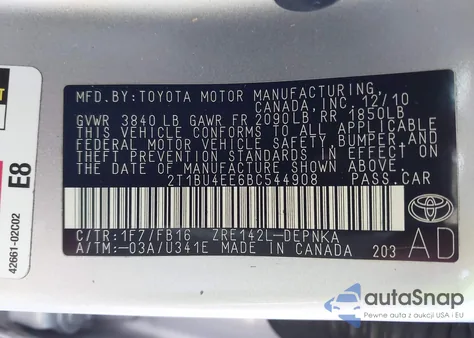 MFD.BY:TOYOTA MOTOR MANUFACTURING,
CANADA, INC. 12/10
GVWR 3840 LB GAWR FR 2090LB, RR 1850LB
THIS VEHICLE CONFORMS TO ALL APPLICABLE
FEDERAL MOTOR VEHICLE SAFETY, BUMPER, AND
THEFT PREVENTION STANDARDS IN EFFECT ON
THE DATE OF MANUFACTURE SHOWN ABOVE.
2T1BU4EE6BC544908 PASS.CAR
C/TR:1F7/FB16 ZRE142L-DEPNKA
A/TM:-03A/U341E MADE IN CANADA 203
AD
TOYOTA
E8
42661-02C02
autaSnap
Auta z aukcji USA i EU